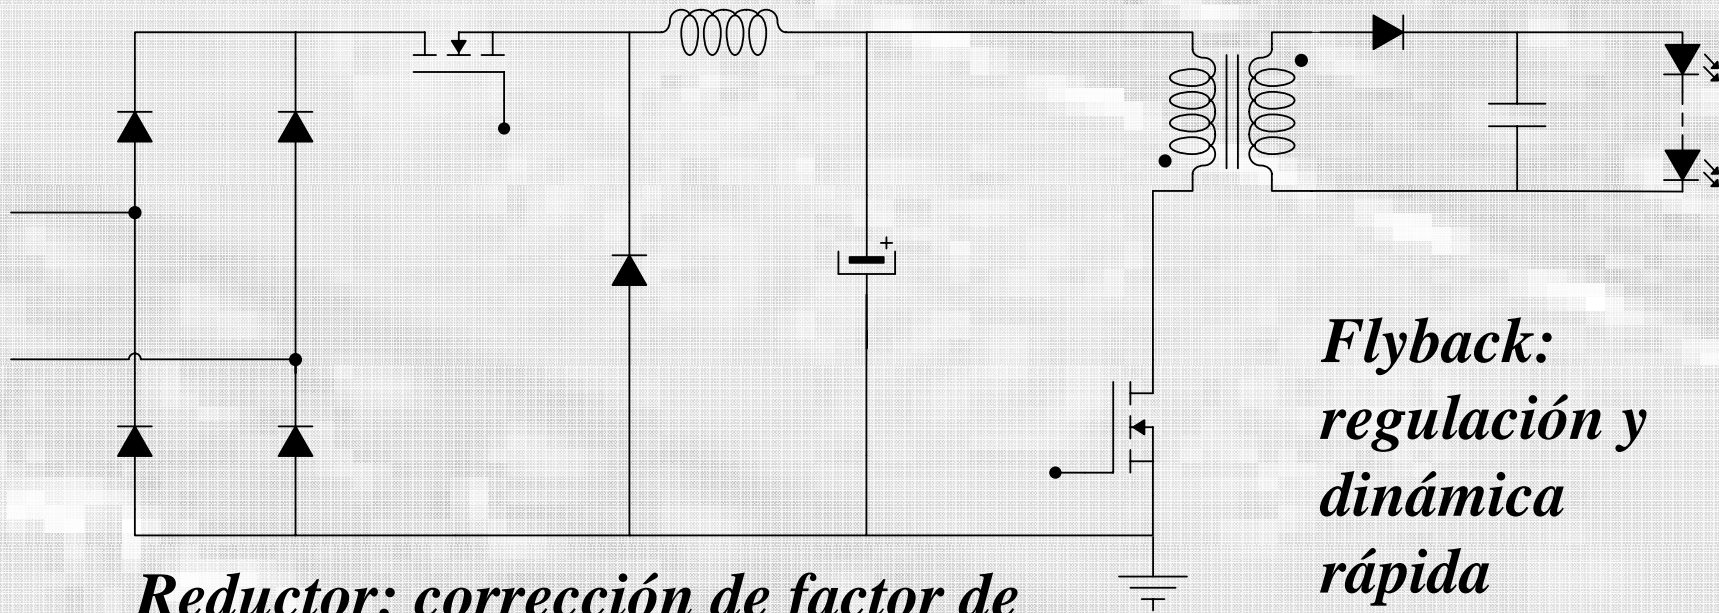 +
Flyback:
regulación y
dinámica
rápida
Reductor: corrección de factor de